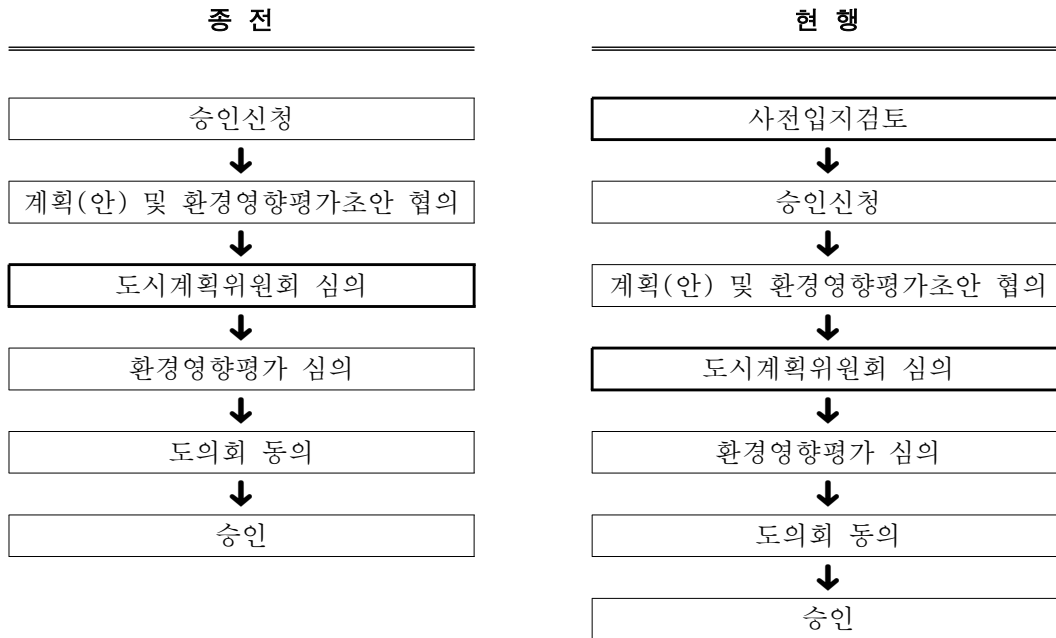 종 전
승인신청
계획(안) 및 환경영향평가초안 협의
도시계획위원회 심의
환경영향평가 심의
도의회 동의
승인
현 행
사전입지검토
승인신청
계획(안) 및 환경영향평가초안 협의
도시계획위원회 심의
환경영향평가 심의
도의회 동의
승인